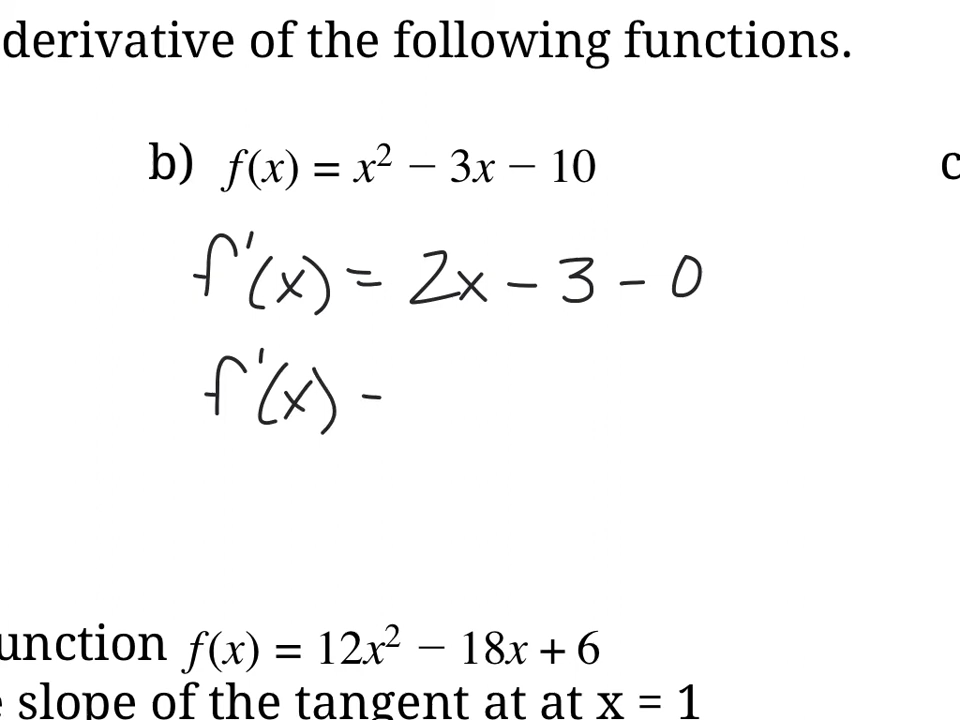 derivative of the following functions.
b) f(x) = x² − 3x − 10
c
f'(x) = 2x − 3 − 0
f'(x) -
unction f(x) = 12x² − 18x + 6
e slope of the tangent at at x = 1